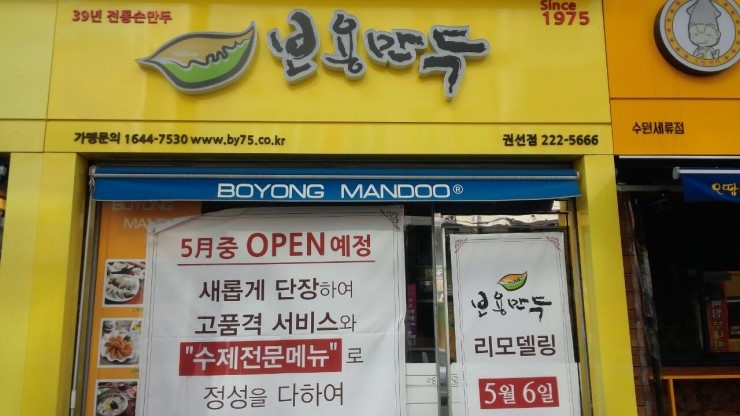 39년 전통손만두
Since
1975
보용만두
가맹문의 1644-7530 www.by75.co.kr
권선점 222-5666
수원세류점
BOYONG MANDOO®
BOYONG
5월중 OPEN 예정
새롭게 단장하여
고품격 서비스와
"수제전문메뉴" 로
정성을 다하여
보용만두
리모델링
5월 6일